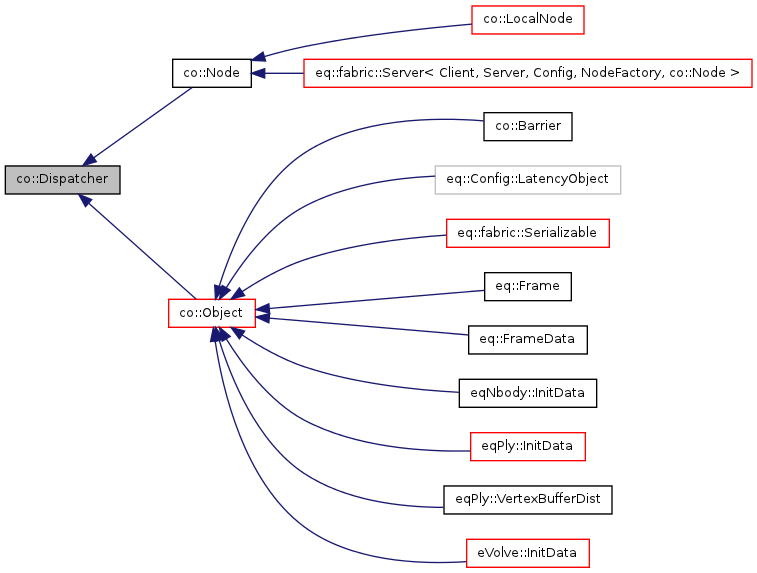 co::LocalNode
co::Node
eq::fabric::Server< Client, Server, Config, NodeFactory, co::Node >
co::Barrier
co::Dispatcher
eq::Config::LatencyObject
eq::fabric::Serializable
eq::Frame
co::Object
eq::FrameData
eqNbody::InitData
eqPly::InitData
eqPly::VertexBufferDist
eVolve::InitData